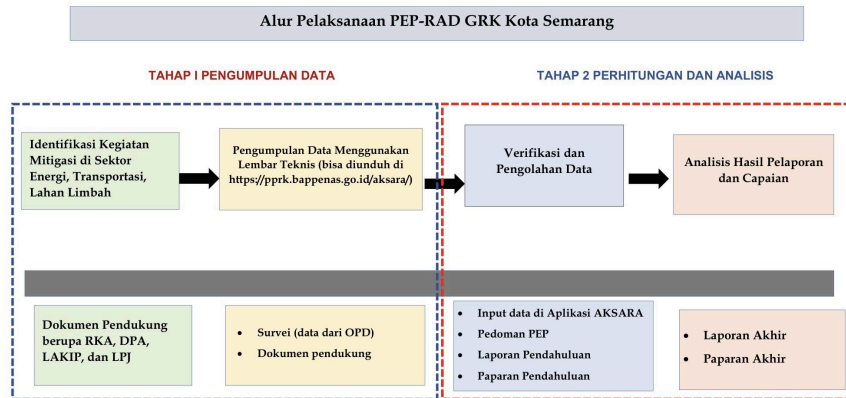 Alur Pelaksanaan PEP-RAD GRK Kota Semarang
TAHAP I PENGUMPULAN DATA
TAHAP 2 PERHITUNGAN DAN ANALISIS
Identifikasi Kegiatan
Mitigasi di Sektor
Energi, Transportasi,
Lahan Limbah
Pengumpulan Data Menggunakan
Lembar Teknis (bisa diunduh di
https://pprk.bappenas.go.id/aksara/)
Verifikasi dan
Pengolahan Data
Analisis Hasil Pelaporan
dan Capaian
Dokumen Pendukung
berupa RKA, DPA,
LAKIP, dan LPJ
• Survei (data dari OPD)
• Dokumen pendukung
• Input data di Aplikasi AKSARA
• Pedoman PEP
• Laporan Pendahuluan
• Paparan Pendahuluan
• Laporan Akhir
• Paparan Akhir